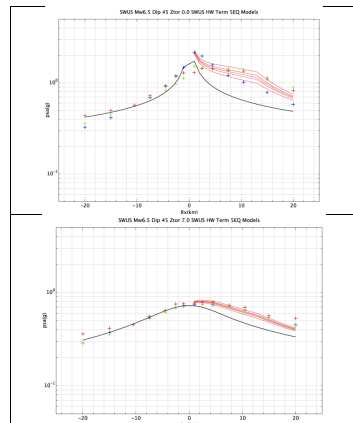 SWUS Mw6.5 Dip 45 Ztor 0.0 SWUS HW Term SEQ Models
psa(g)
10⁰
10⁻¹
-20 -10 0 10 20
Rx(km)
SWUS Mw6.5 Dip 45 Ztor 7.0 SWUS HW Term SEQ Models
psa(g)
10⁰
10⁻¹
-20 -10 0 10 20